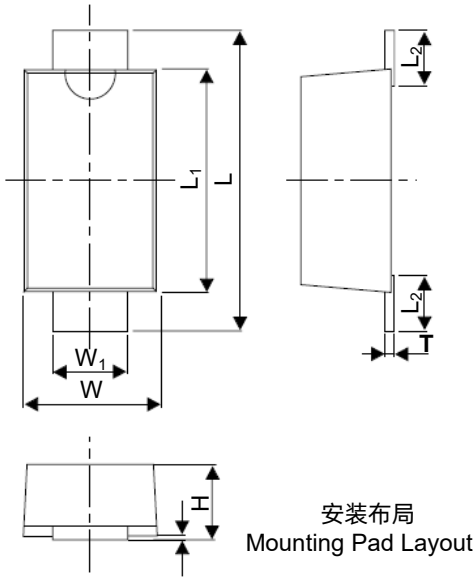 L₂
L₁
L
L₂
W₁
T
W
H
安装布局
Mounting Pad Layout